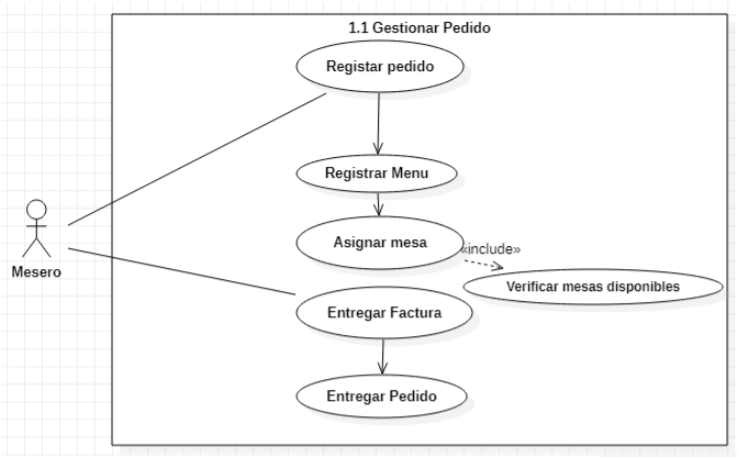 1.1 Gestionar Pedido
Registar pedido
Registrar Menu
Asignar mesa
«include»
Verificar mesas disponibles
Mesero
Entregar Factura
Entregar Pedido